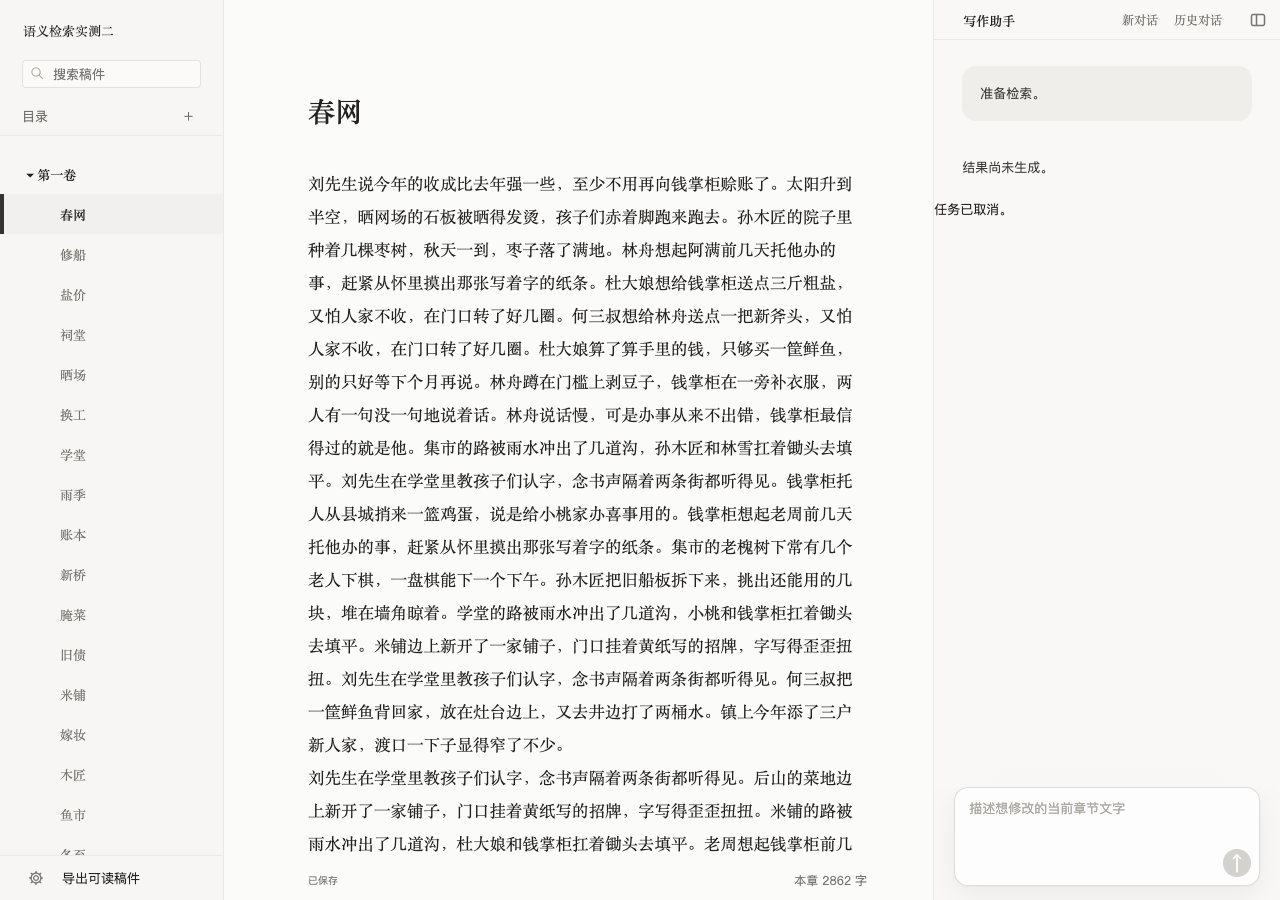 语义检索实测二
搜索稿件
目录
第一卷
春网
修船
盐价
祠堂
晒场
换工
学堂
雨季
账本
新桥
腌菜
旧债
米铺
嫁妆
木匠
鱼市
导出可读稿件
春网
刘先生说今年的收成比去年强一些，至少不用再向钱掌柜赊账了。太阳升到
半空，晒网场的石板被晒得发烫，孩子们赤着脚跑来跑去。孙木匠的院子里
种着几棵枣树，秋天一到，枣子落了满地。林舟想起阿满前几天托他办的
事，赶紧从怀里摸出那张写着字的纸条。杜大娘想给钱掌柜送点三斤粗盐，
又怕人家不收，在门口转了好几圈。何三叔想给林舟送点一把新斧头，又怕
人家不收，在门口转了好几圈。杜大娘算了算手里的钱，只够买一筐鲜鱼，
别的只好等下个月再说。林舟蹲在门槛上剥豆子，钱掌柜在一旁补衣服，两
人有一句没一句地说着话。林舟说话慢，可是办事从来不出错，钱掌柜最信
得过的就是他。集市的路被雨水冲出了几道沟，孙木匠和林雪扛着锄头去填
平。刘先生在学堂里教孩子们认字，念书声隔着两条街都听得见。钱掌柜托
人从县城捎来一篮鸡蛋，说是给小桃家办喜事用的。钱掌柜想起老周前几天
托他办的事，赶紧从怀里摸出那张写着字的纸条。集市的老槐树下常有几个
老人下棋，一盘棋能下一个下午。孙木匠把旧船板拆下来，挑出还能用的几
块，堆在墙角晾着。学堂的路被雨水冲出了几道沟，小桃和钱掌柜扛着锄头
去填平。米铺边上新开了一家铺子，门口挂着黄纸写的招牌，字写得歪歪扭
扭。刘先生在学堂里教孩子们认字，念书声隔着两条街都听得见。何三叔把
一筐鲜鱼背回家，放在灶台边上，又去井边打了两桶水。镇上今年添了三户
新人家，渡口一下子显得窄了不少。
刘先生在学堂里教孩子们认字，念书声隔着两条街都听得见。后山的菜地边
上新开了一家铺子，门口挂着黄纸写的招牌，字写得歪歪扭扭。米铺的路被
雨水冲出了几道沟，杜大娘和钱掌柜扛着锄头去填平。老周想起钱掌柜前几
已保存
本章 2862 字
写作助手
新对话
历史对话
准备检索。
结果尚未生成。
任务已取消。
描述想修改的当前章节文字